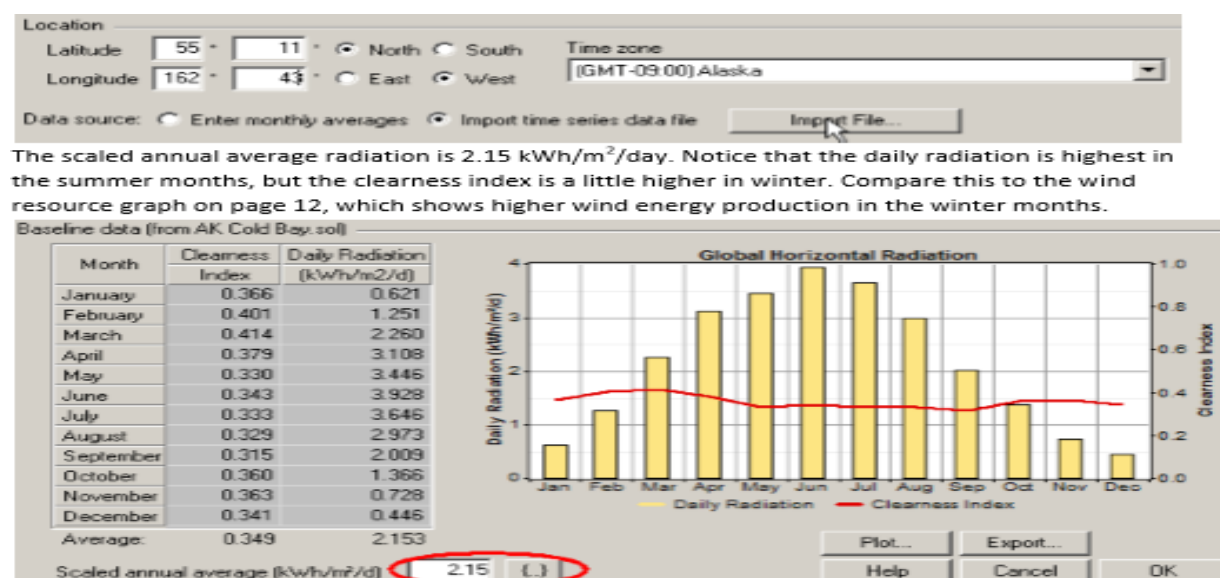 Location
Latitude 55 ° 11 ' North South Time zone
Longitude 162 ° 43 ' East West (GMT-09:00) Alaska
Data source: Enter monthly averages Import time series data file Import File...
The scaled annual average radiation is 2.15 kWh/m²/day. Notice that the daily radiation is highest in
the summer months, but the clearness index is a little higher in winter. Compare this to the wind
resource graph on page 12, which shows higher wind energy production in the winter months.
Baseline data (from AK Cold Bay.sol)
Month Clearness Daily Radiation
Index (kWh/m2/d)
January 0.366 0.621
February 0.401 1.251
March 0.414 2.260
April 0.379 3.108
May 0.330 3.446
June 0.343 3.928
July 0.333 3.646
August 0.329 2.973
September 0.315 2.009
October 0.360 1.366
November 0.363 0.728
December 0.341 0.446
Average: 0.349 2.153
Scaled annual average (kWh/m²/d) 2.15 {..}
Global Horizontal Radiation
Daily Radiation (kWh/m²/d)
4
3
2
1
0
Clearness Index
1.0
0.8
0.6
0.4
0.2
0.0
Jan Feb Mar Apr May Jun Jul Aug Sep Oct Nov Dec
Daily Radiation Clearness Index
Plot... Export...
Help Cancel OK